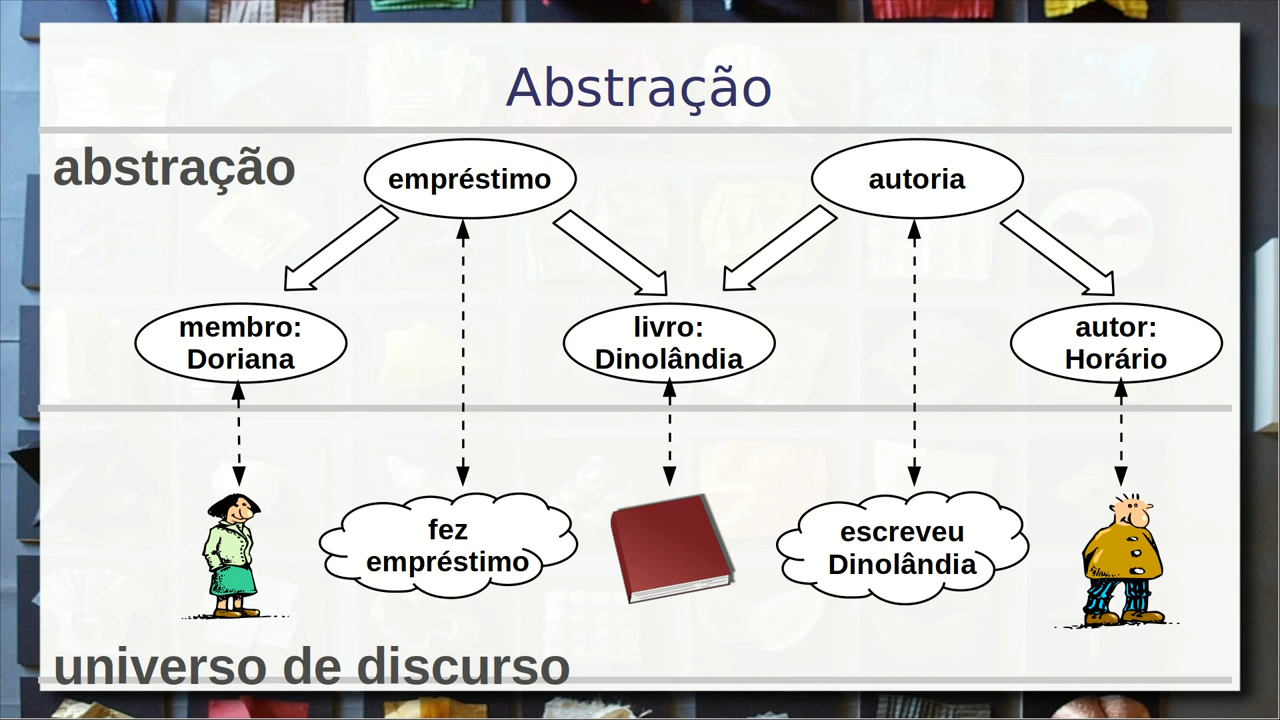 Abstração
abstração
empréstimo
autoria
membro:
Doriana
livro:
Dinolândia
autor:
Horário
fez
empréstimo
escreveu
Dinolândia
universo de discurso